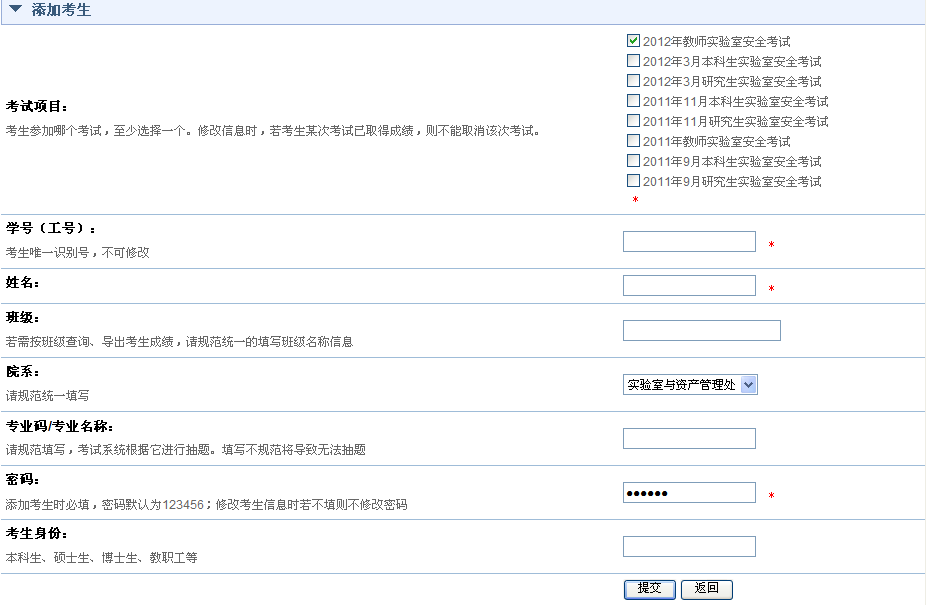 添加考生
2012年教师实验室安全考试
2012年3月本科生实验室安全考试
2012年3月研究生实验室安全考试
2011年11月本科生实验室安全考试
2011年11月研究生实验室安全考试
2011年教师实验室安全考试
2011年9月本科生实验室安全考试
2011年9月研究生实验室安全考试
*
考试项目：
考生参加哪个考试，至少选择一个。修改信息时，若考生某次考试已取得成绩，则不能取消该次考试。
学号（工号）：
考生唯一识别号，不可修改
*
姓名：
*
班级：
若需按班级查询、导出考生成绩，请规范统一的填写班级名称信息
院系：
请规范统一填写
实验室与资产管理处
专业码/专业名称：
请规范填写，考试系统根据它进行抽题。填写不规范将导致无法抽题
密码：
添加考生时必填，密码默认为123456；修改考生信息时若不填则不修改密码
●●●●●●
*
考生身份：
本科生、硕士生、博士生、教职工等
提交 返回